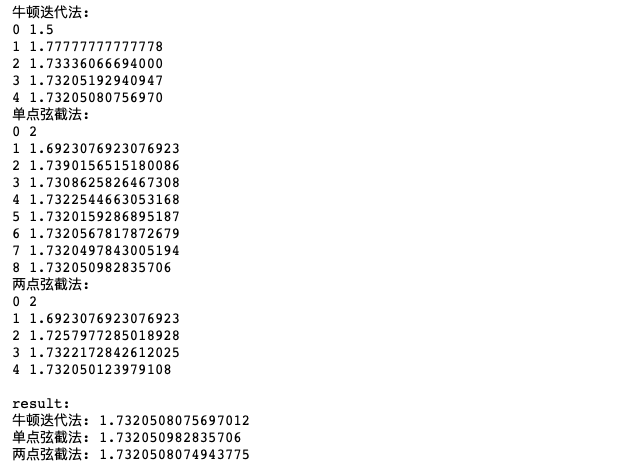 牛顿迭代法：
0 1.5
1 1.77777777777778
2 1.73336066694000
3 1.73205192940947
4 1.73205080756970
单点弦截法：
0 2
1 1.6923076923076923
2 1.7390156515180086
3 1.7308625826467308
4 1.7322544663053168
5 1.7320159286895187
6 1.7320567817872679
7 1.7320497843005194
8 1.732050982835706
两点弦截法：
0 2
1 1.6923076923076923
2 1.7257977285018928
3 1.7322172842612025
4 1.732050123979108
result:
牛顿迭代法：1.7320508075697012
单点弦截法：1.732050982835706
两点弦截法：1.7320508074943775